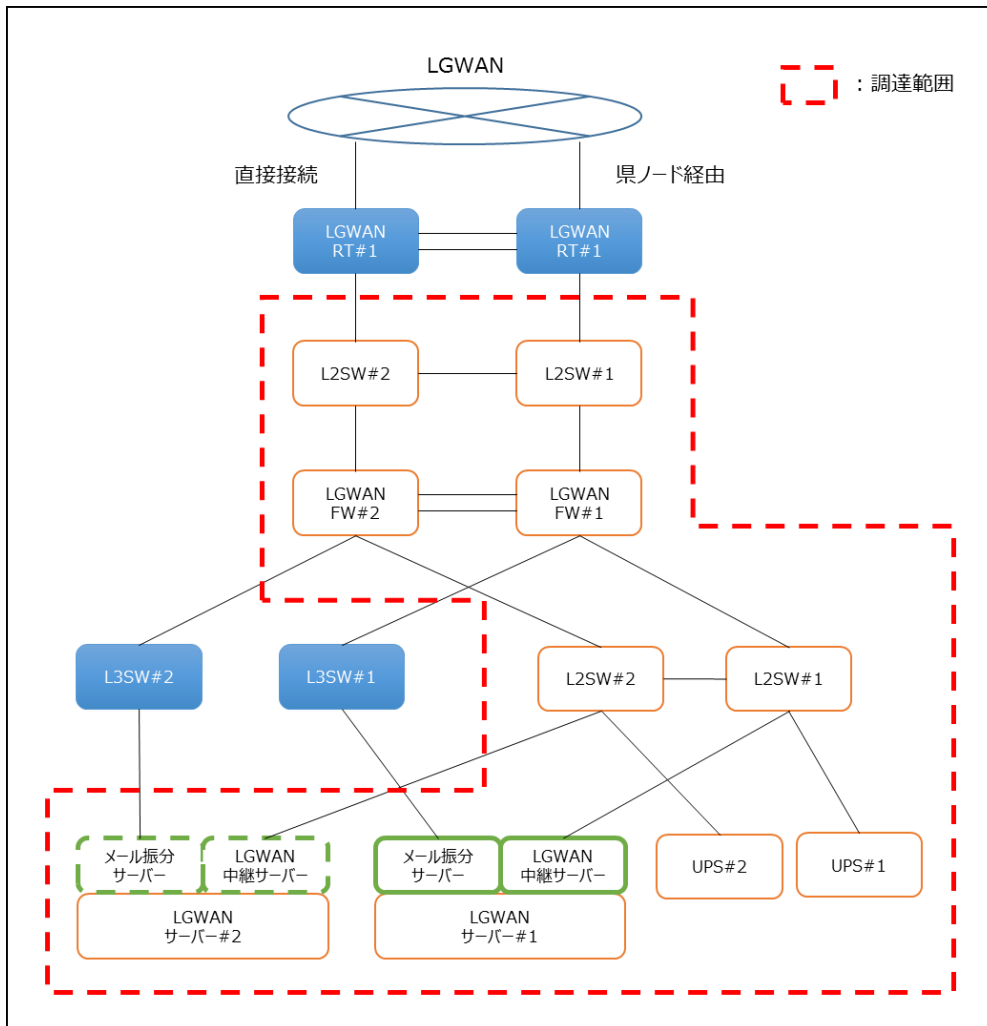 LGWAN
：調達範囲
直接接続
県ノード経由
LGWAN
RT#1
LGWAN
RT#1
L2SW#2
L2SW#1
LGWAN
FW#2
LGWAN
FW#1
L3SW#2
L3SW#1
L2SW#2
L2SW#1
メール振分
サーバー
LGWAN
中継サーバー
メール振分
サーバー
LGWAN
中継サーバー
UPS#2
UPS#1
LGWAN
サーバー#2
LGWAN
サーバー#1